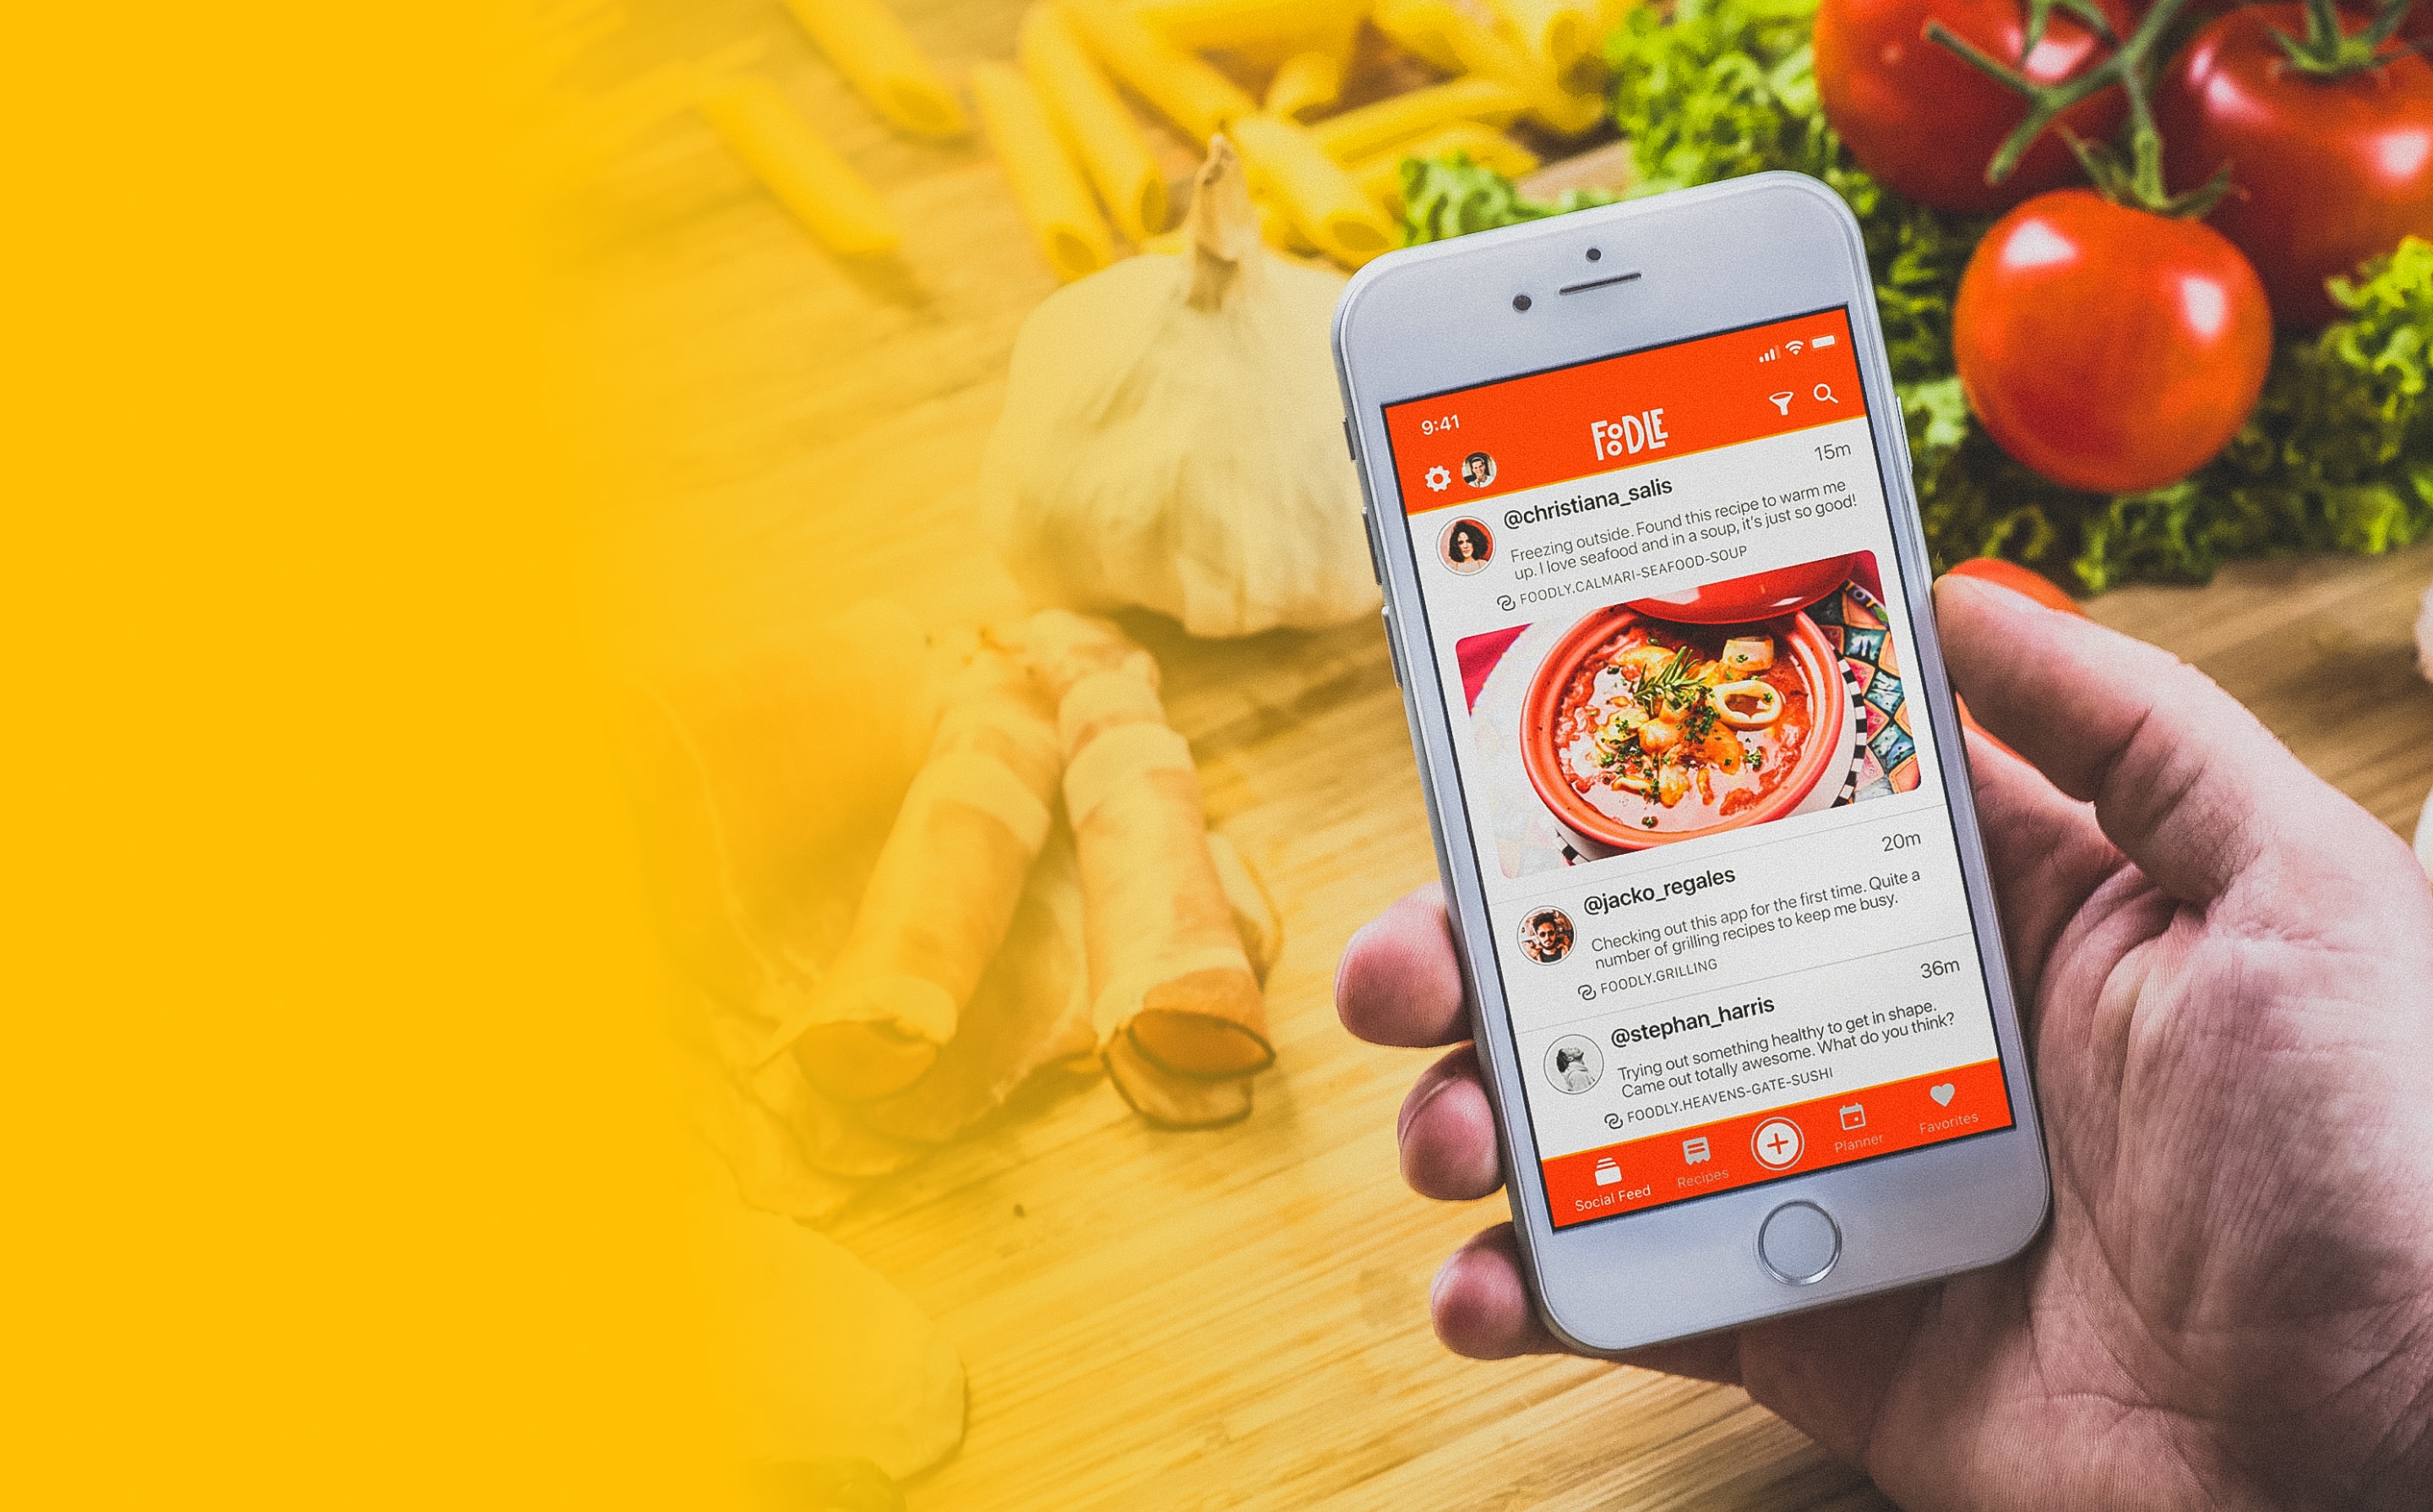 9:41
FOODLE
@christiana_salis
15m
Freezing outside. Found this recipe to warm me
up. I love seafood and in a soup, it's just so good!
FOODLY.CALMARI-SEAFOOD-SOUP
@jacko_regales
20m
Checking out this app for the first time. Quite a
number of grilling recipes to keep me busy.
FOODLY.GRILLING
@stephan_harris
36m
Trying out something healthy to get in shape.
Came out totally awesome. What do you think?
FOODLY.HEAVENS-GATE-SUSHI
Social Feed
Recipes
Planner
Favorites